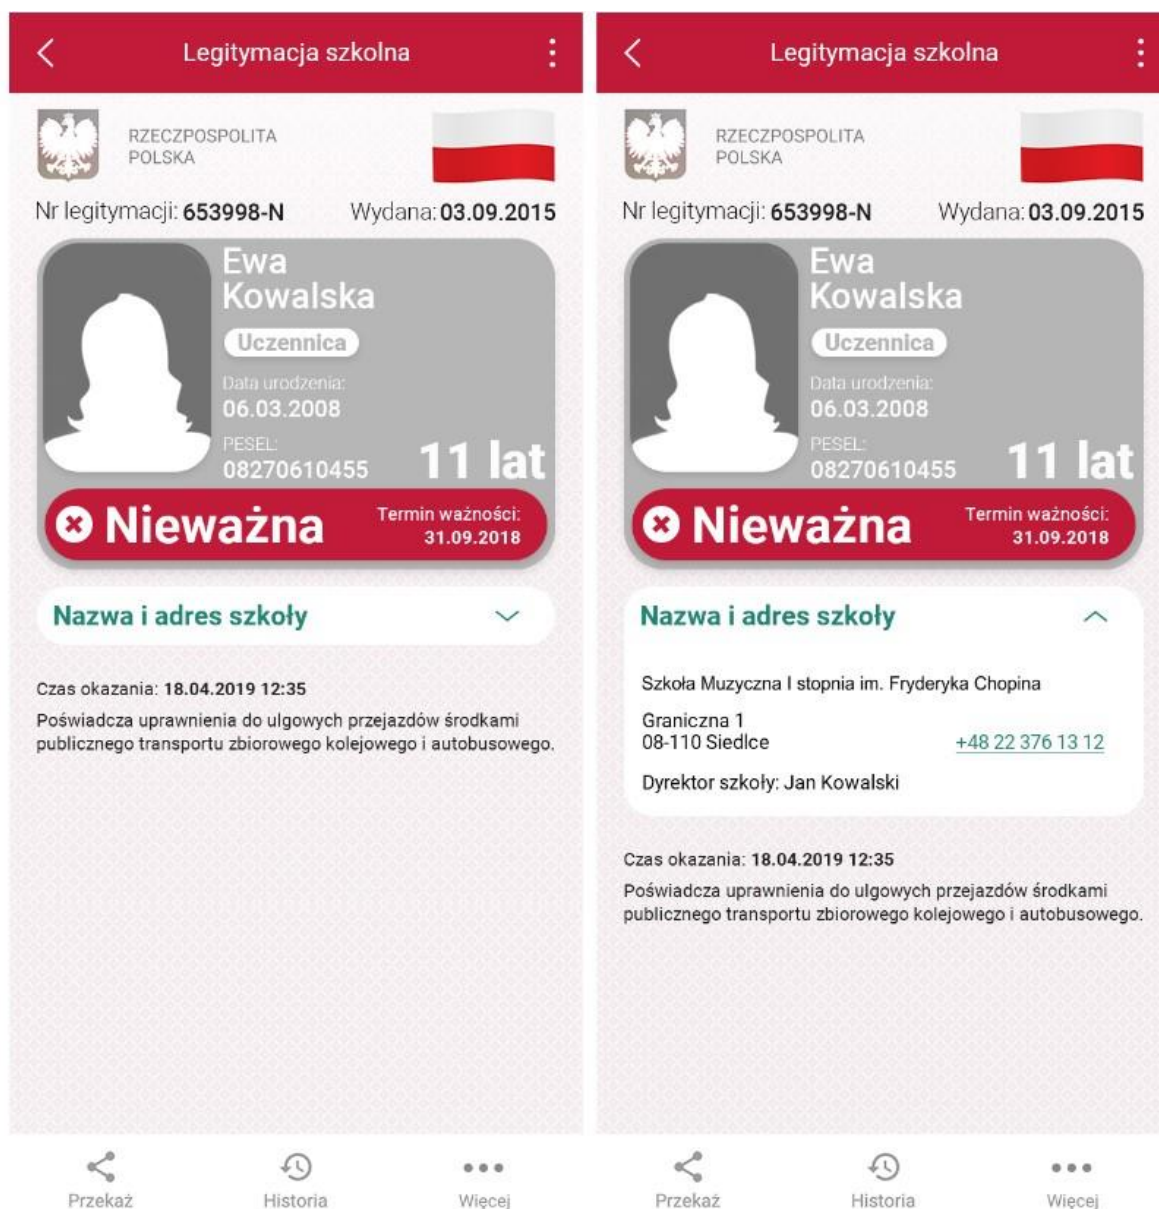 Legitymacja szkolna
RZECZPOSPOLITA
POLSKA
Nr legitymacji: 653998-N Wydana: 03.09.2015
Ewa
Kowalska
Uczennica
Data urodzenia:
06.03.2008
PESEL:
08270610455
11 lat
Nieważna
Termin ważności:
31.09.2018
Nazwa i adres szkoły
Czas okazania: 18.04.2019 12:35
Poświadcza uprawnienia do ulgowych przejazdów środkami
publicznego transportu zbiorowego kolejowego i autobusowego.
Przekaż Historia Więcej
Legitymacja szkolna
RZECZPOSPOLITA
POLSKA
Nr legitymacji: 653998-N Wydana: 03.09.2015
Ewa
Kowalska
Uczennica
Data urodzenia:
06.03.2008
PESEL:
08270610455
11 lat
Nieważna
Termin ważności:
31.09.2018
Nazwa i adres szkoły
Szkoła Muzyczna I stopnia im. Fryderyka Chopina
Graniczna 1
08-110 Siedlce +48 22 376 13 12
Dyrektor szkoły: Jan Kowalski
Czas okazania: 18.04.2019 12:35
Poświadcza uprawnienia do ulgowych przejazdów środkami
publicznego transportu zbiorowego kolejowego i autobusowego.
Przekaż Historia Więcej